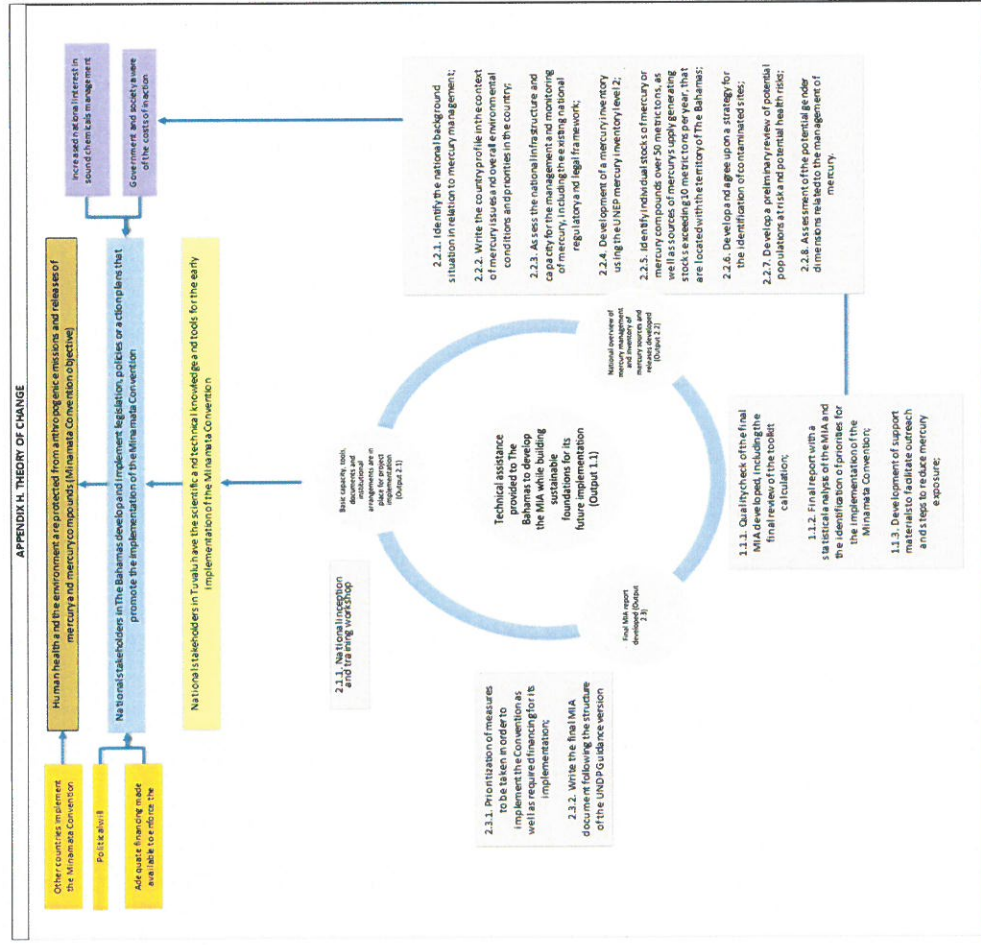 APPENDIX H. THEORY OF CHANGE
Other countries implement
the Minamata Convention
Political will
Adequate financing made
available to enforce the
Human health and the environment are protected from anthropogenic emissions and releases of
mercury and mercury compounds (Minamata Convention objective)
National stakeholders in The Bahamas develop and implement legislation, policies or action plans that
promote the implementation of the Minamata Convention
National stakeholders in Tuvalu have the scientific and technical knowledge and tools for the early
implementation of the Minamata Convention
Increased national interest in
sound chemicals management
Government and society aware
of the costs of inaction
2.1.1. National inception
and training workshop
Basic capacity, tools,
documents and
institutional
arrangements are in
place for project
implementation
(Output 2.1)
Technical assistance
provided to The
Bahamas to develop
the MIA while building
sustainable
foundations for its
future implementation
(Output 1.1)
National overview of
mercury management
and inventory of
mercury sources and
releases developed
(Output 2.2)
Final MIA report
developed (Output
2.3)
2.3.1. Prioritization of measures
to be taken in order to
implement the Convention as
well as required financing for its
implementation;
2.3.2. Write the final MIA
document following the structure
of the UNDP Guidance version
1.1.1. Quality check of the final
MIA developed, including the
final review of the toolkit
calculation;
1.1.2. Final report with a
statistical analysis of the MIA and
the identification of priorities for
the implementation of the
Minamata Convention;
1.1.3. Development of support
materials to facilitate outreach
and steps to reduce mercury
exposure;
2.2.1. Identify the national background
situation in relation to mercury management;
2.2.2. Write the country profile in the context
of mercury issues and overall environmental
conditions and priorities in the country;
2.2.3. Assess the national infrastructure and
capacity for the management and monitoring
of mercury, including the existing national
regulatory and legal framework;
2.2.4. Development of a mercury inventory
using the UNEP mercury inventory level 2;
2.2.5. Identify individual stocks of mercury or
mercury compounds over 50 metric tons, as
well as sources of mercury supply generating
stocks exceeding 10 metric tons per year, that
are located with the territory of The Bahamas;
2.2.6. Develop and agree upon a strategy for
the identification of contaminated sites;
2.2.7. Develop a preliminary review of potential
populations at risk and potential health risks;
2.2.8. Assessment of the potential gender
dimensions related to the management of
mercury.